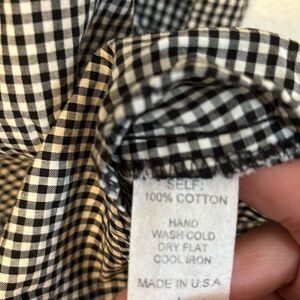 SELF:
100% COTTON
HAND
WASH COLD
DRY FLAT
COOL IRON
MADE IN U.S.A.